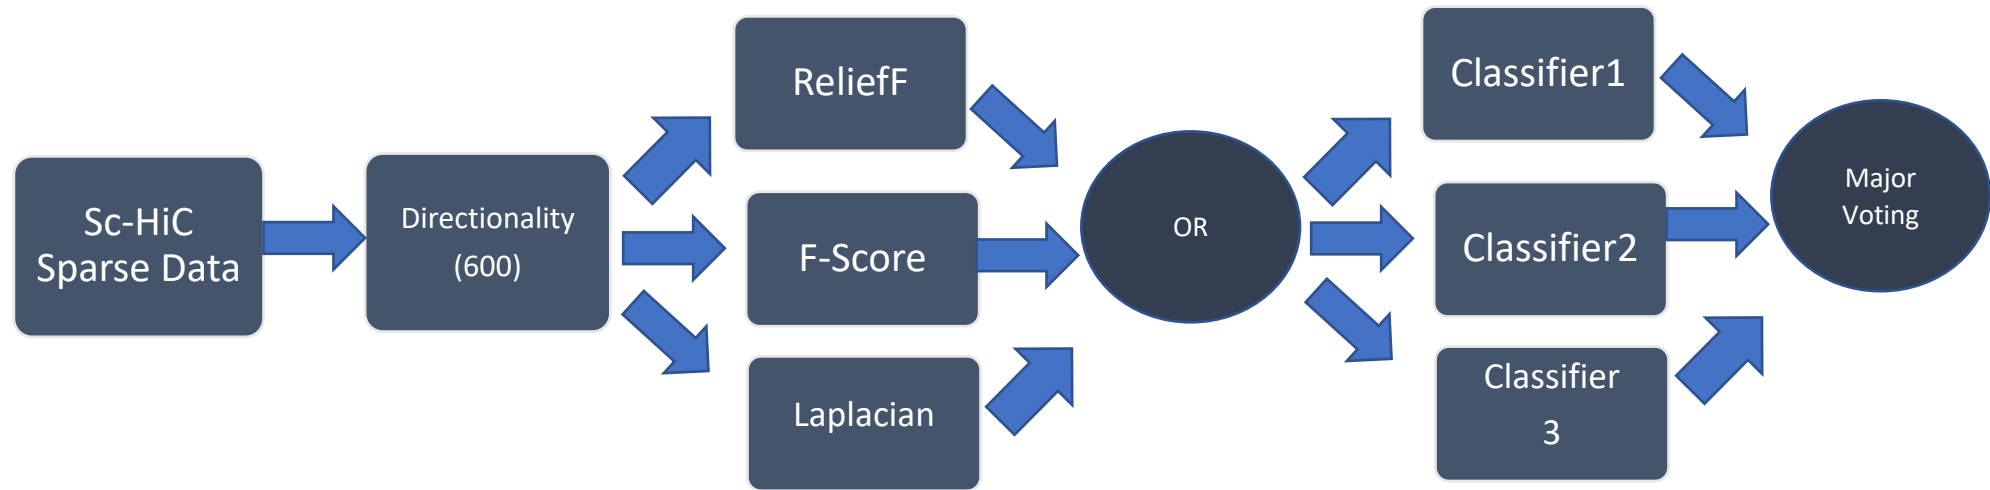 Sc-HiC
Sparse Data
Directionality
(600)
ReliefF
F-Score
Laplacian
OR
Classifier1
Classifier2
Classifier
3
Major
Voting